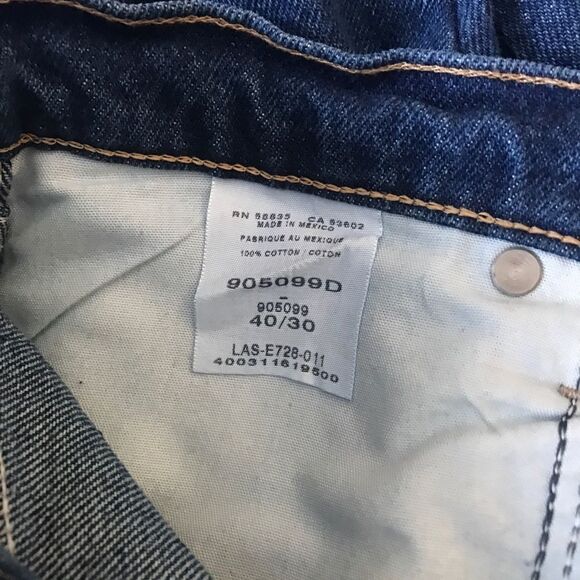 RN 56835 CA 53602
MADE IN MEXICO
FABRIQUE AU MEXIQUE
100% COTTON / COTON
905099D
-
905099
40/30
LAS-E728-011
400311619500